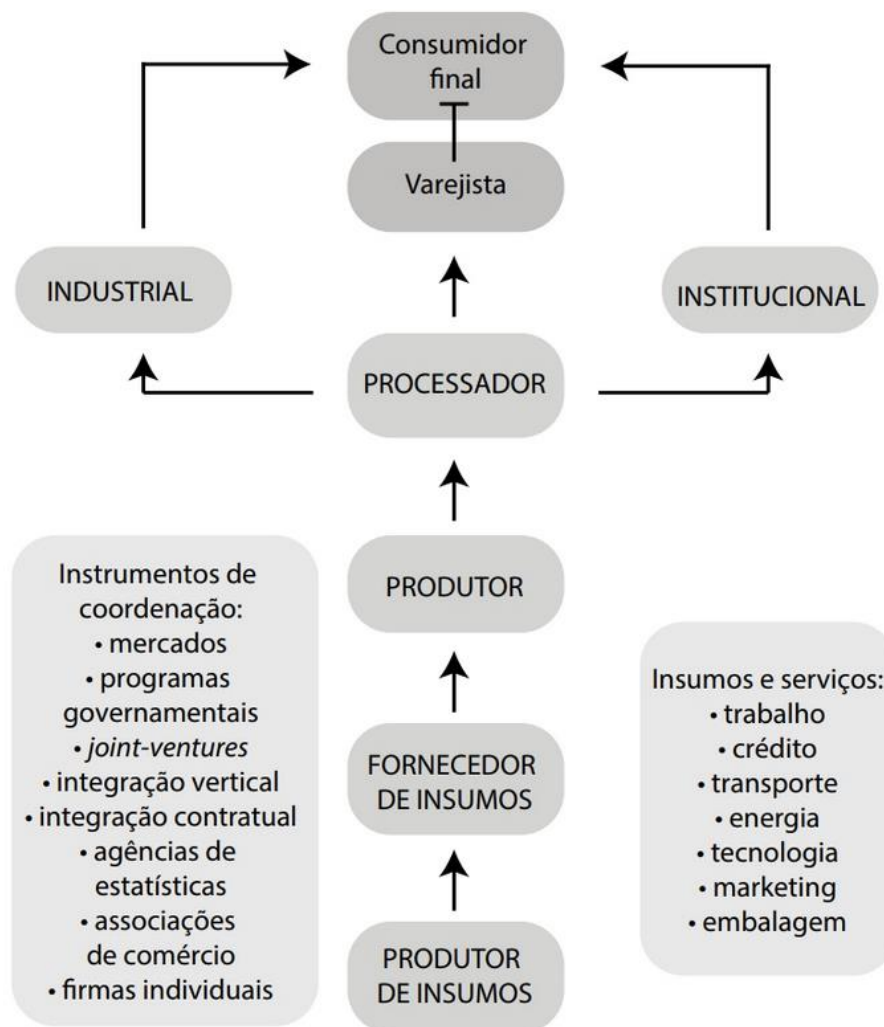 Consumidor
final
Varejista
INDUSTRIAL
INSTITUCIONAL
PROCESSADOR
PRODUTOR
Instrumentos de
coordenação:
• mercados
• programas
governamentais
• joint-ventures
• integração vertical
• integração contratual
• agências de
estatísticas
• associações
de comércio
• firmas individuais
FORNECEDOR
DE INSUMOS
PRODUTOR
DE INSUMOS
Insumos e serviços:
• trabalho
• crédito
• transporte
• energia
• tecnologia
• marketing
• embalagem